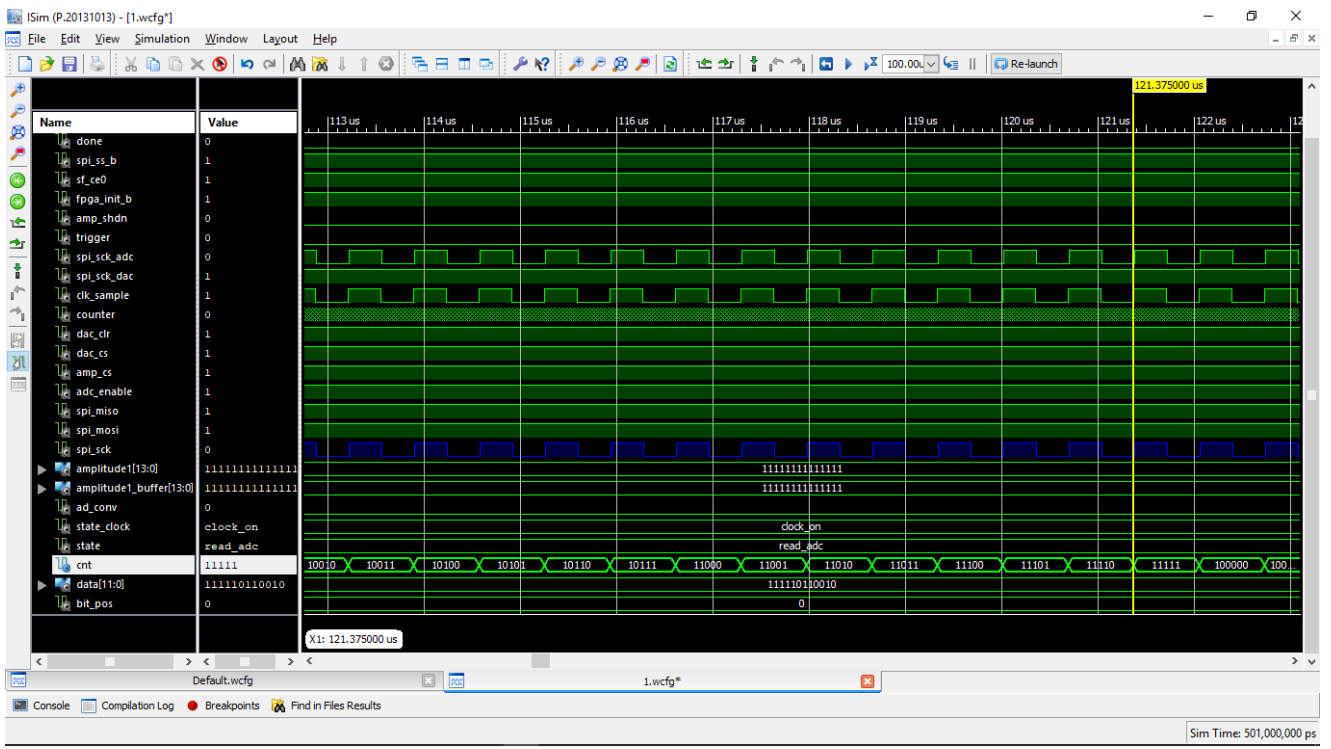 ISim (P.20131013) - [1.wcfg*]
File Edit View Simulation Window Layout Help
100.00u Re-launch
121.375000 us
Name Value 113 us 114 us 115 us 116 us 117 us 118 us 119 us 120 us 121 us 122 us 12
done 0
spi_ss_b 1
sf_ce0 1
fpga_init_b 1
amp_shdn 0
trigger 0
spi_sck_adc 0
spi_sck_dac 1
clk_sample 1
counter 0
dac_clr 1
dac_cs 1
amp_cs 1
adc_enable 1
spi_miso 1
spi_mosi 1
spi_sck 0
amplitude1[13:0] 11111111111111 11111111111111
amplitude1_buffer[13:0] 11111111111111 11111111111111
ad_conv 0
state_clock clock_on clock_on
state read_adc read_adc
cnt 11111 10010 10011 10100 10101 10110 10111 11000 11001 11010 11011 11100 11101 11110 11111 100000 100...
data[11:0] 111110110010 111110110010
bit_pos 0 0
X1: 121.375000 us
Default.wcfg 1.wcfg*
Console Compilation Log Breakpoints Find in Files Results
Sim Time: 501,000,000 ps